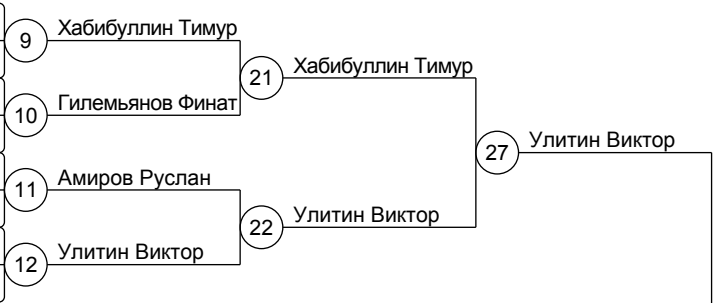 9 Хабибуллин Тимур
21 Хабибуллин Тимур
10 Гилемьянов Финат
27 Улитин Виктор
11 Амиров Руслан
22 Улитин Виктор
12 Улитин Виктор